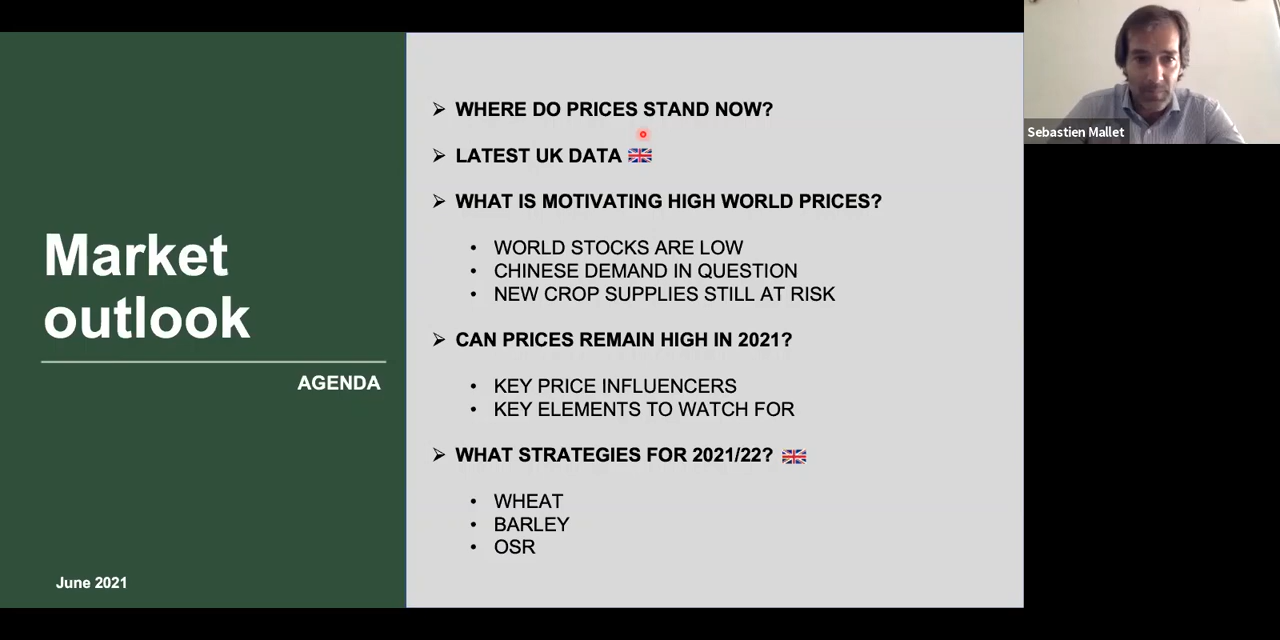 Market
outlook
AGENDA
June 2021
WHERE DO PRICES STAND NOW?
LATEST UK DATA
WHAT IS MOTIVATING HIGH WORLD PRICES?
WORLD STOCKS ARE LOW
CHINESE DEMAND IN QUESTION
NEW CROP SUPPLIES STILL AT RISK
CAN PRICES REMAIN HIGH IN 2021?
KEY PRICE INFLUENCERS
KEY ELEMENTS TO WATCH FOR
WHAT STRATEGIES FOR 2021/22?
WHEAT
BARLEY
OSR
Sebastien Mallet